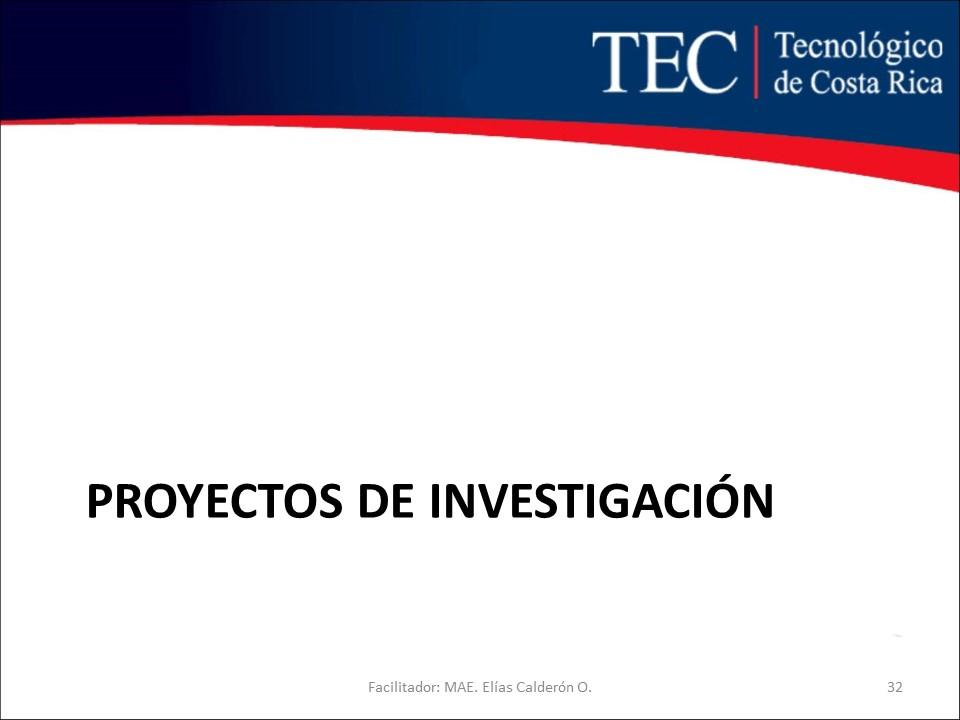 TEC
Tecnológico
de Costa Rica
PROYECTOS DE INVESTIGACIÓN
Facilitador: MAE. Elías Calderón O.
32